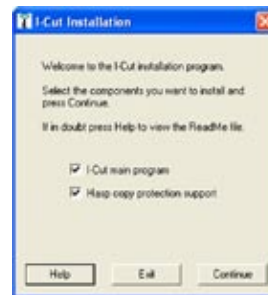 I-Cut Installation
Welcome to the I-Cut installation program.
Select the components you want to install and
press Continue.
If in doubt press Help to view the ReadMe file.
I-Cut main program
Hasp copy protection support
Help
Exit
Continue